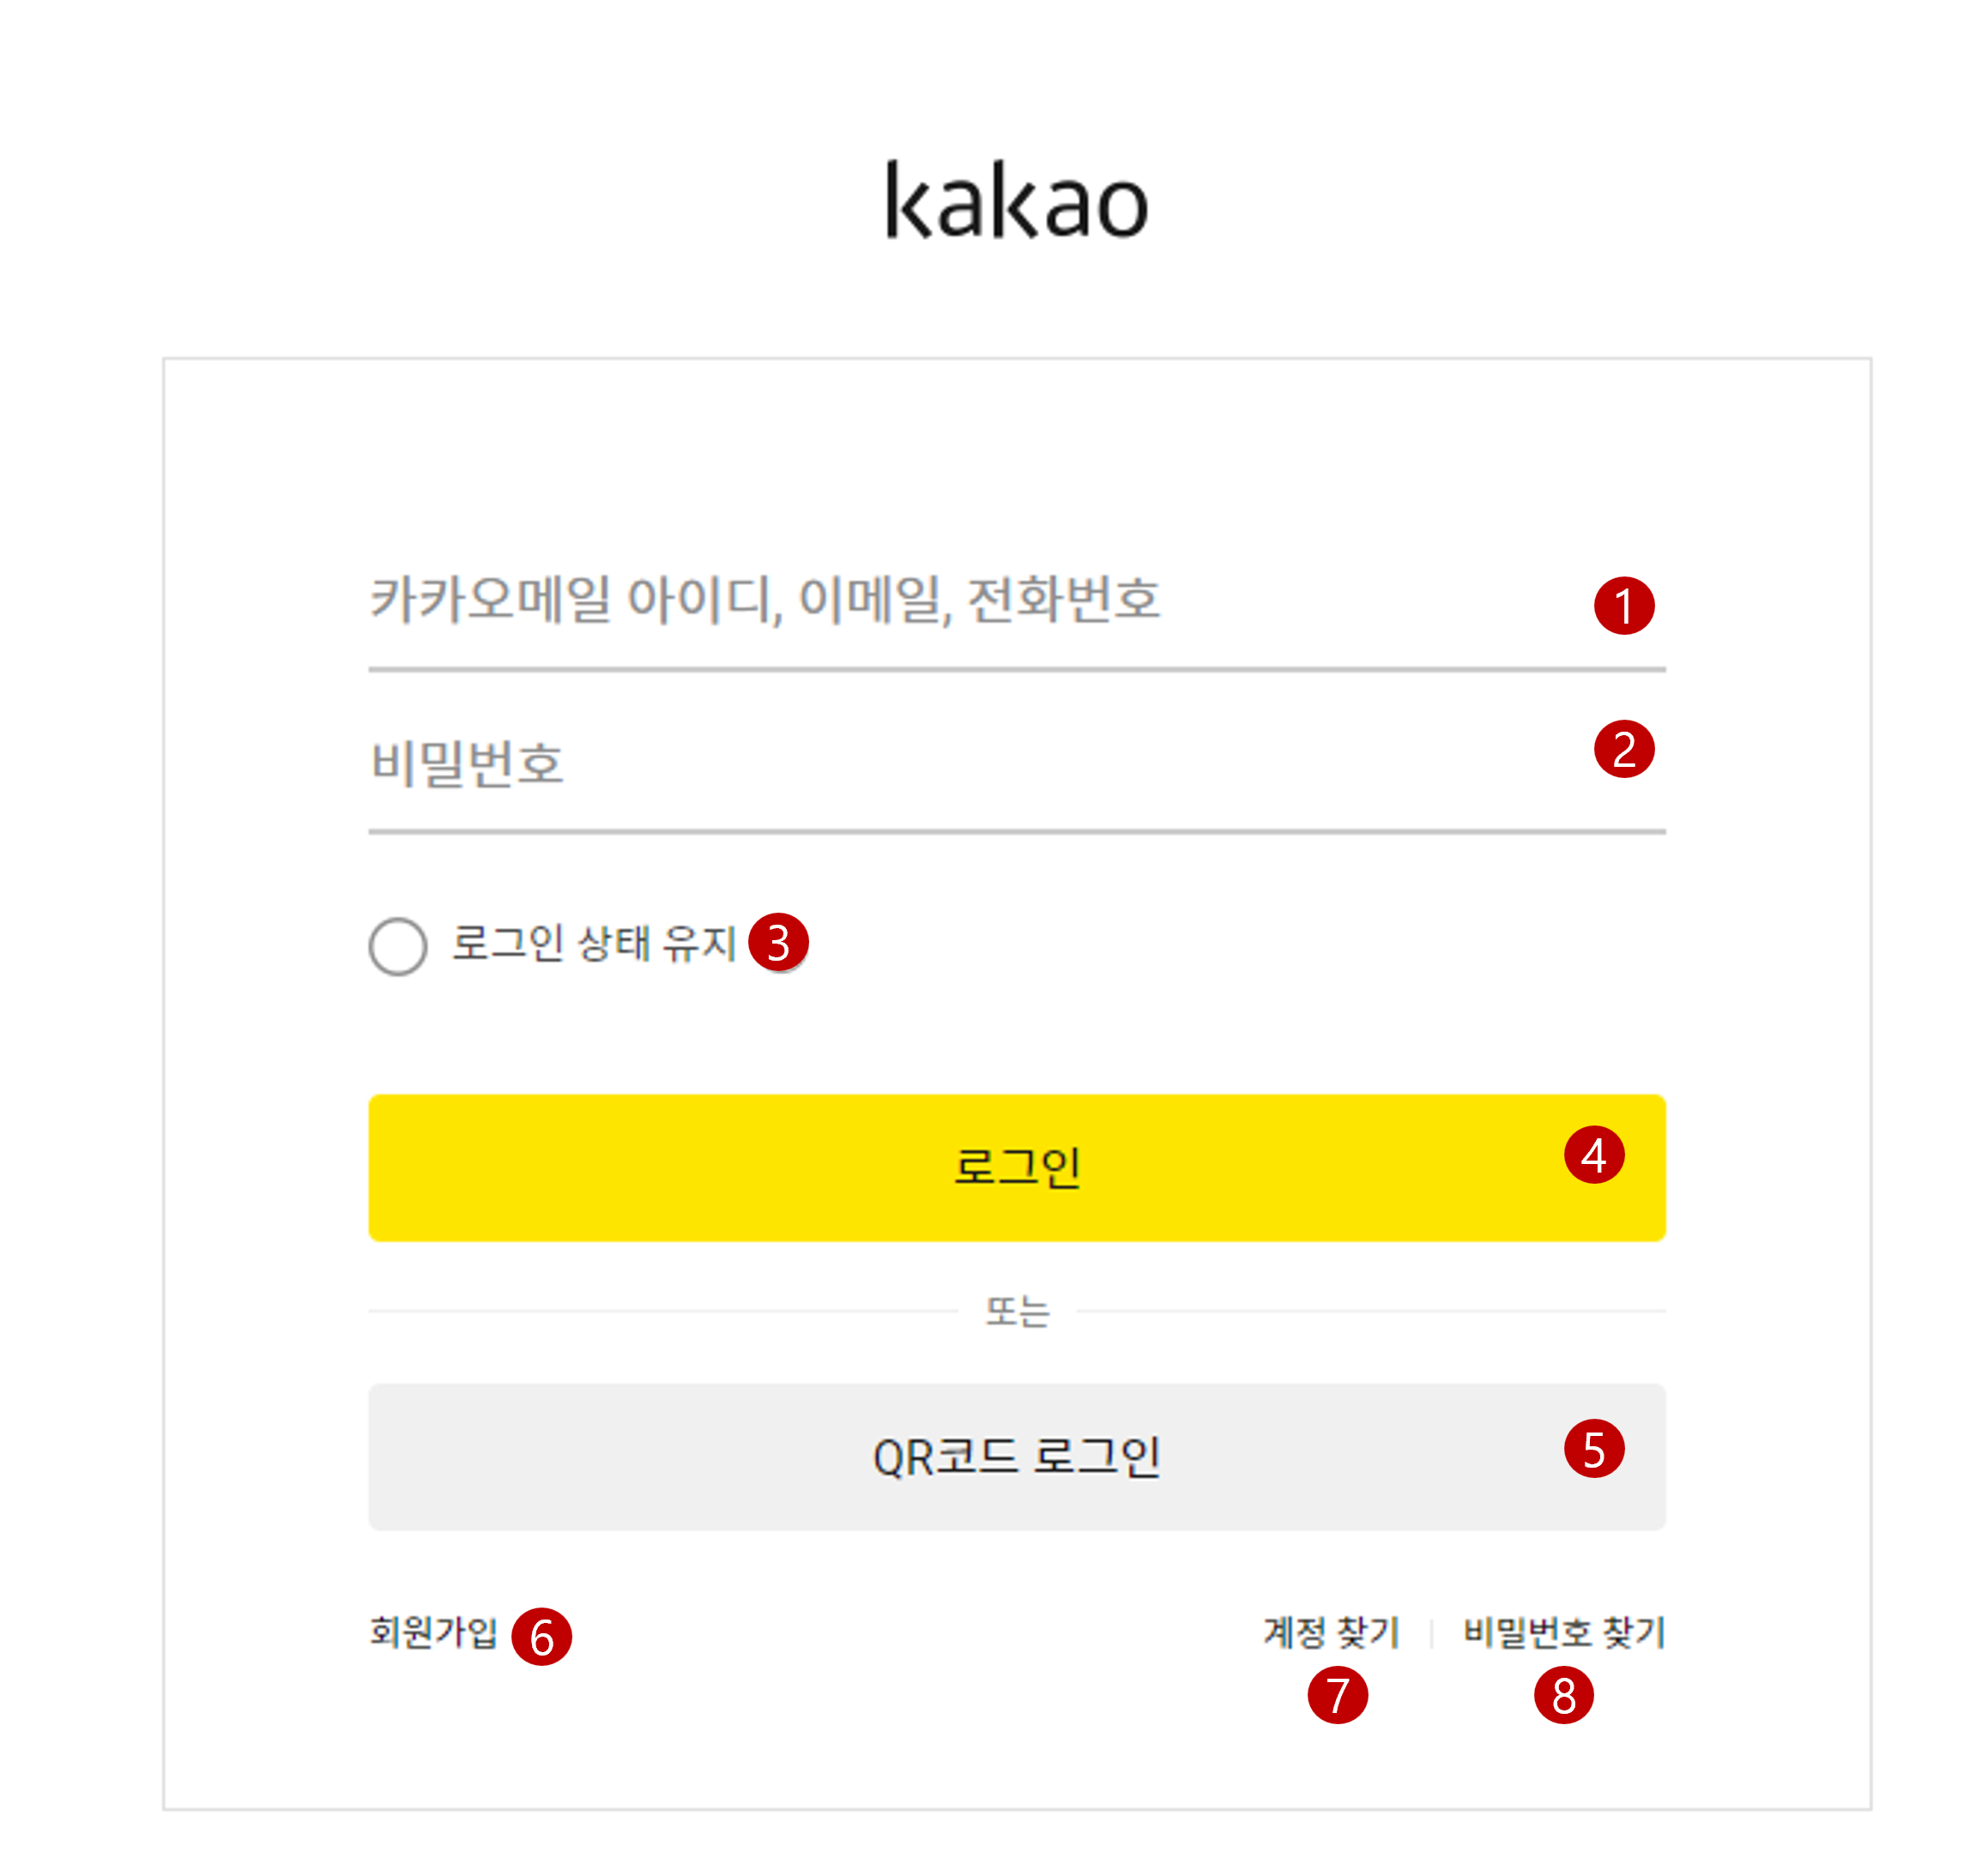 kakao
카카오메일 아이디, 이메일, 전화번호 1
비밀번호 2
로그인 상태 유지 3
로그인 4
또는
QR코드 로그인 5
회원가입 6 계정 찾기 비밀번호 찾기
7 8